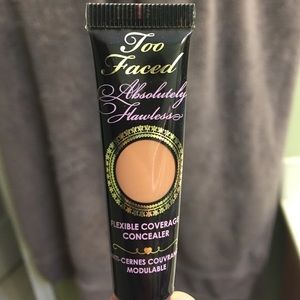 Too
Faced
Absolutely
Flawless
FLEXIBLE COVERAGE
CONCEALER
ANTI-CERNES COUVRANCE
MODULABLE